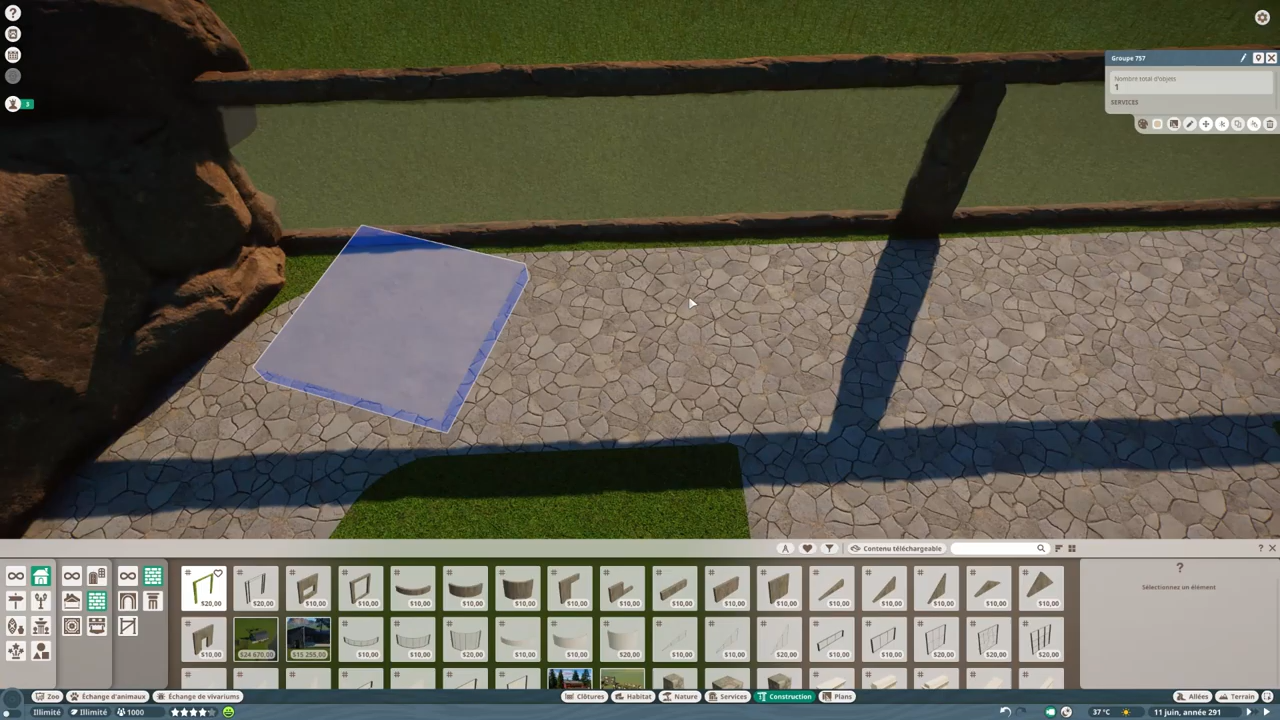 Groupe 757
Nombre total d'objets
1
SERVICES
3
A
Contenu téléchargeable
?
Sélectionnez un élément
$20,00 $20,00 $10,00 $10,00 $10,00 $10,00 $10,00 $10,00 $10,00 $10,00 $10,00 $10,00 $10,00 $10,00 $10,00 $10,00 $10,00
$10,00 $24 670,00 $15 255,00 $10,00 $10,00 $20,00 $10,00 $10,00 $20,00 $10,00 $10,00 $20,00 $10,00 $10,00 $20,00 $20,00 $20,00
Zoo Échange d'animaux Échange de vivariums Clôtures Habitat Nature Services Construction Plans Allées Terrain
Illimité Illimité 1000 37 °C 11 juin, année 291